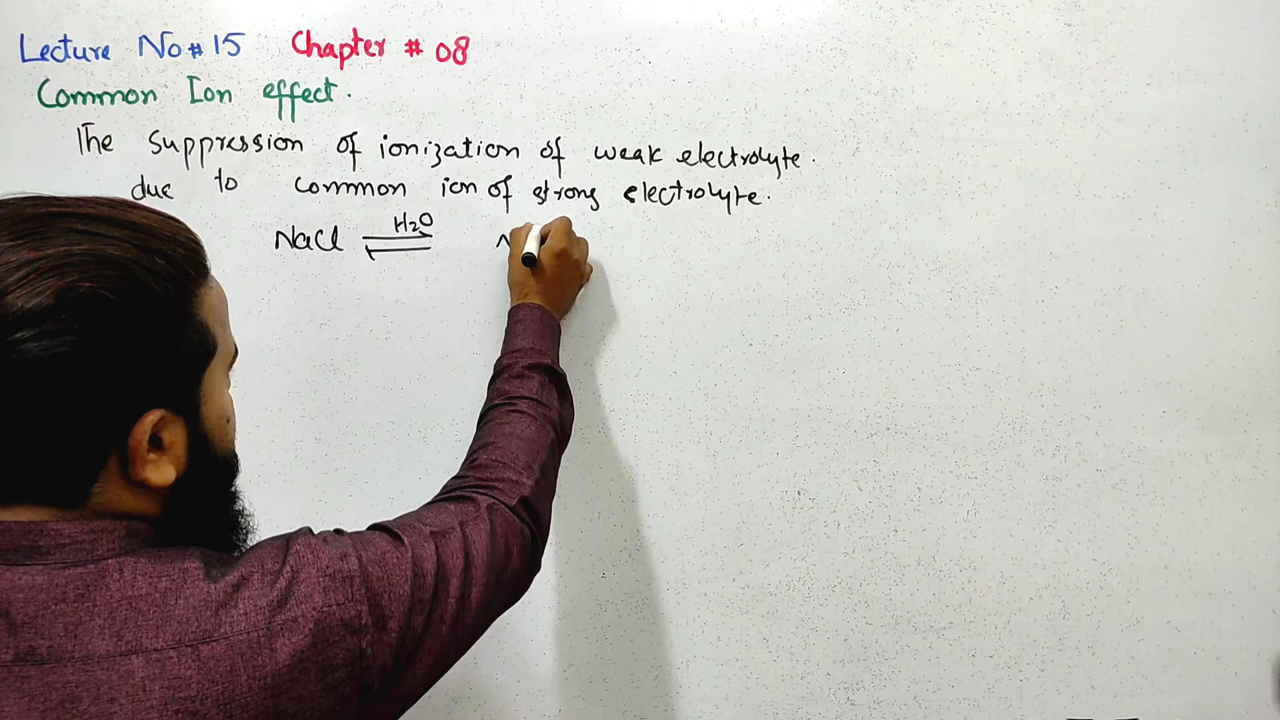 Lecture No # 15 Chapter # 08
Common Ion effect.
The suppression of ionization of weak electrolyte.
due to common ion of strong electrolyte.
NaCl ⇌ H₂O N